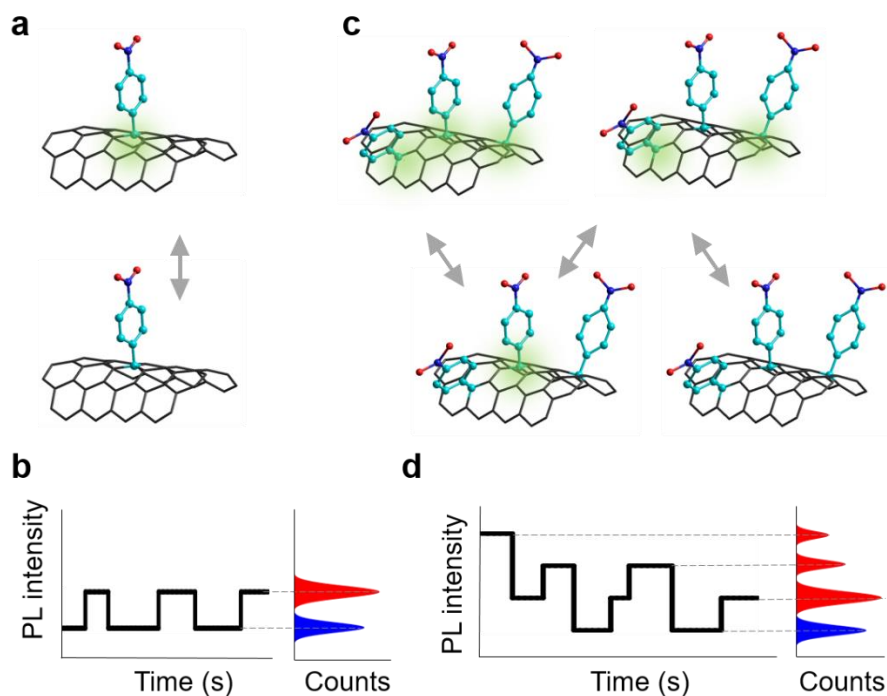 a
c
b
PL intensity
Time (s)
Counts
d
PL intensity
Time (s)
Counts